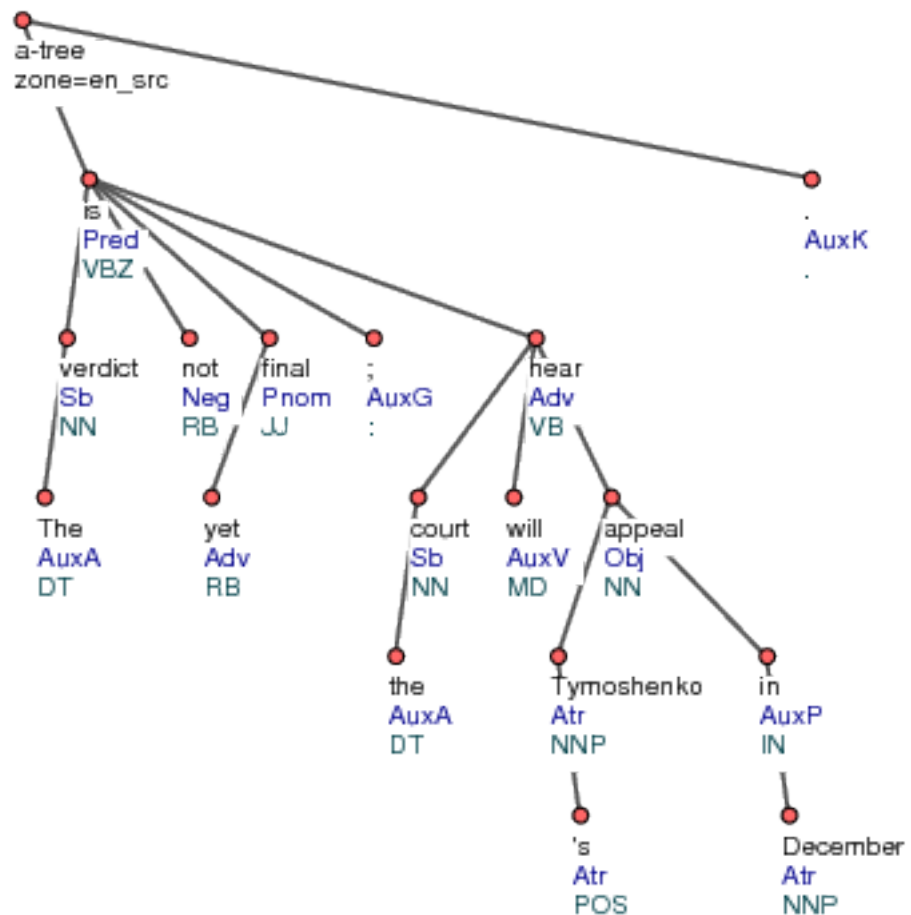 a-tree
zone=en_src
is
Pred
VBZ
.
AuxK
.
verdict
Sb
NN
not
Neg
RB
final
Pnom
JJ
;
AuxG
:
hear
Adv
VB
The
AuxA
DT
yet
Adv
RB
court
Sb
NN
will
AuxV
MD
appeal
Obj
NN
the
AuxA
DT
Tymoshenko
Atr
NNP
in
AuxP
IN
's
Atr
POS
December
Atr
NNP